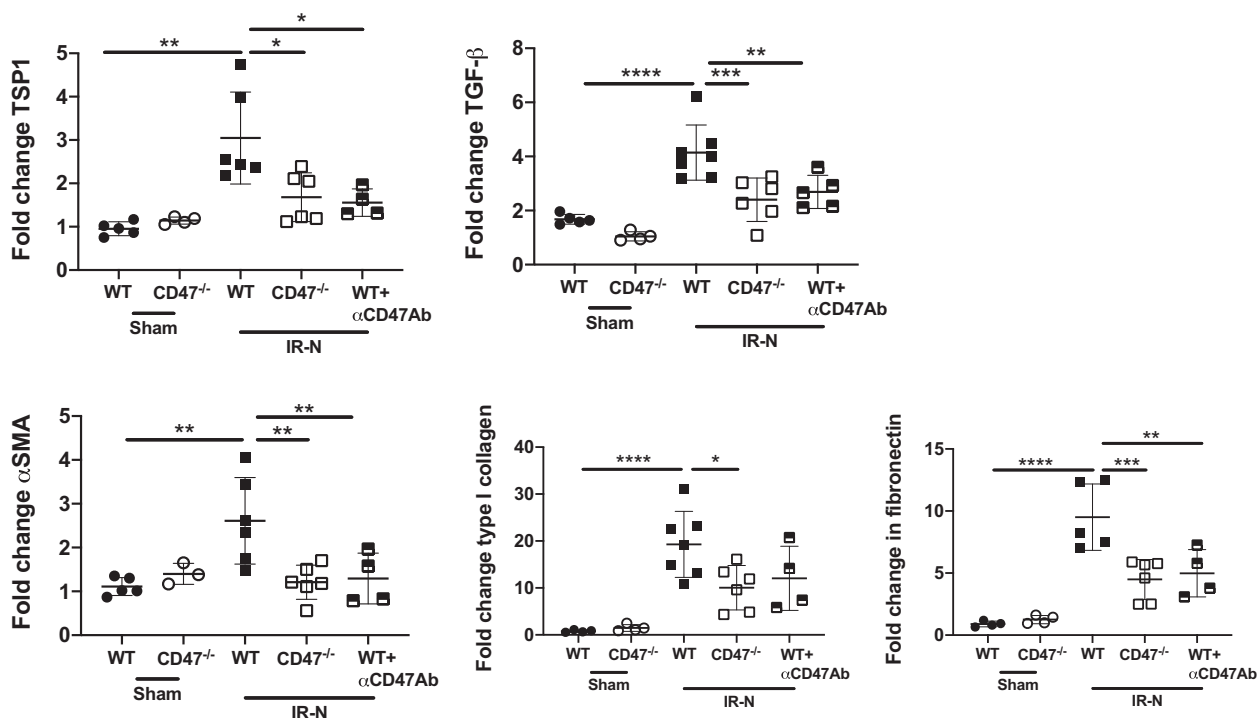 Fold change TSP1
5
4
3
2
1
0
**
*
*
WT
CD47-/-
WT
CD47-/-
WT+
αCD47Ab
Sham
IR-N
Fold change TGF-β
8
6
4
2
0
****
***
**
WT
CD47-/-
WT
CD47-/-
WT+
αCD47Ab
Sham
IR-N
Fold change αSMA
5
4
3
2
1
0
**
**
**
WT
CD47-/-
WT
CD47-/-
WT+
αCD47Ab
Sham
IR-N
Fold change type I collagen
40
30
20
10
0
****
*
WT
CD47-/-
WT
CD47-/-
WT+
αCD47Ab
Sham
IR-N
Fold change in fibronectin
15
10
5
0
****
***
**
WT
CD47-/-
WT
CD47-/-
WT+
αCD47Ab
Sham
IR-N